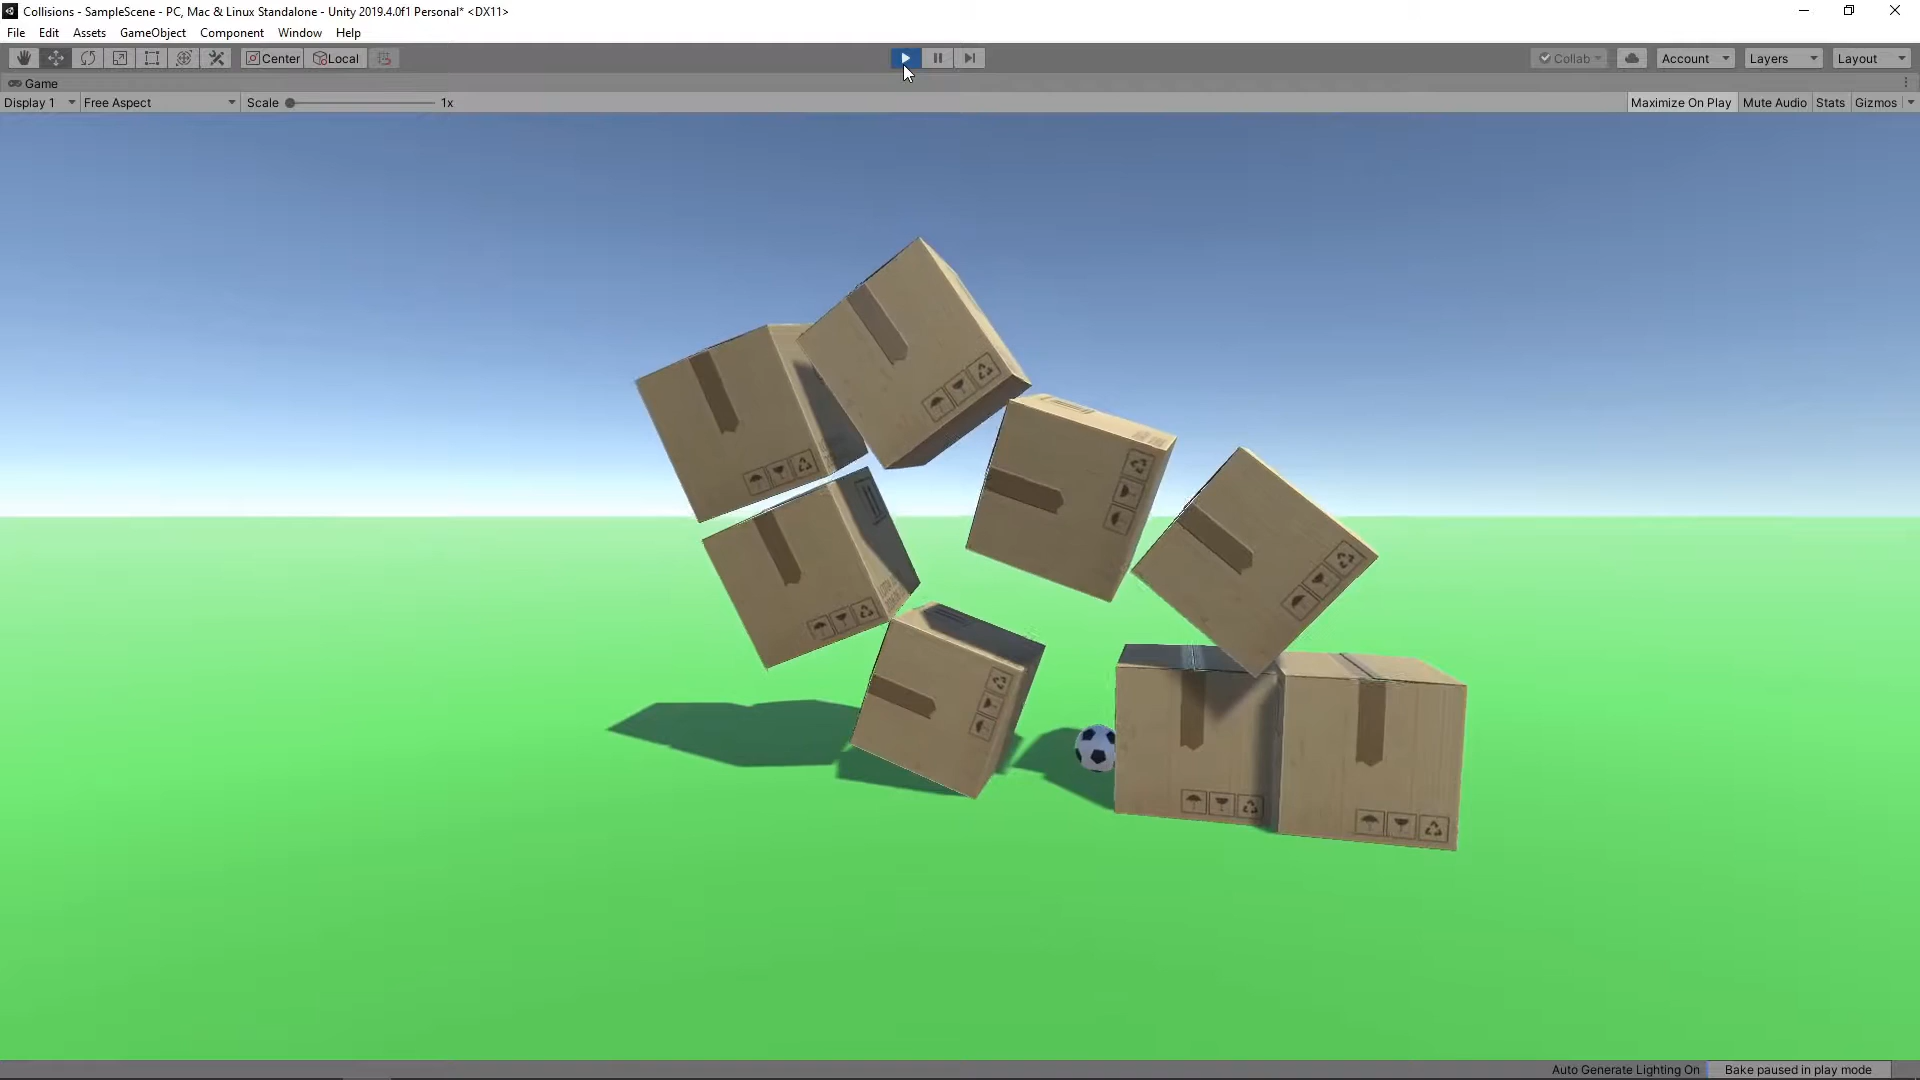 Collisions - SampleScene - PC, Mac & Linux Standalone - Unity 2019.4.0f1 Personal* <DX11>
File Edit Assets GameObject Component Window Help
Center Local Collab Account Layers Layout
Game
Display 1 Free Aspect Scale 1x Maximize On Play Mute Audio Stats Gizmos
Auto Generate Lighting On Bake paused in play mode